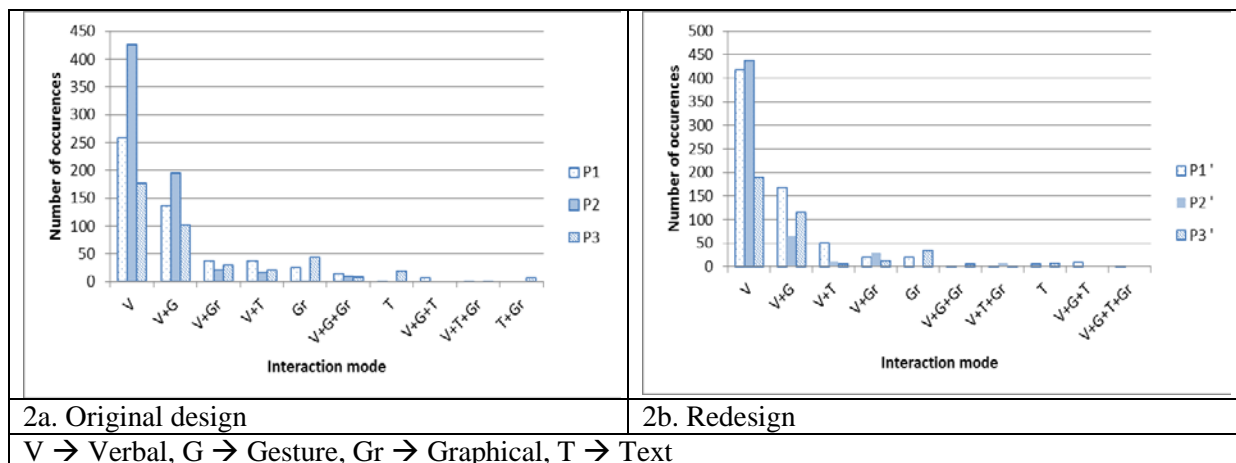 450
400
350
300
250
200
150
100
50
0
Number of occurences
V
V+G
V+Gr
V+T
Gr
V+G+Gr
T
V+G+T
V+T+Gr
T+Gr
Interaction mode
P1
P2
P3
500
450
400
350
300
250
200
150
100
50
0
Number of occurences
V
V+G
V+T
V+Gr
Gr
V+G+Gr
V+T+Gr
T
V+G+T
V+G+T+Gr
Interaction mode
P1 '
P2 '
P3 '
2a. Original design
2b. Redesign
V → Verbal, G → Gesture, Gr → Graphical, T → Text